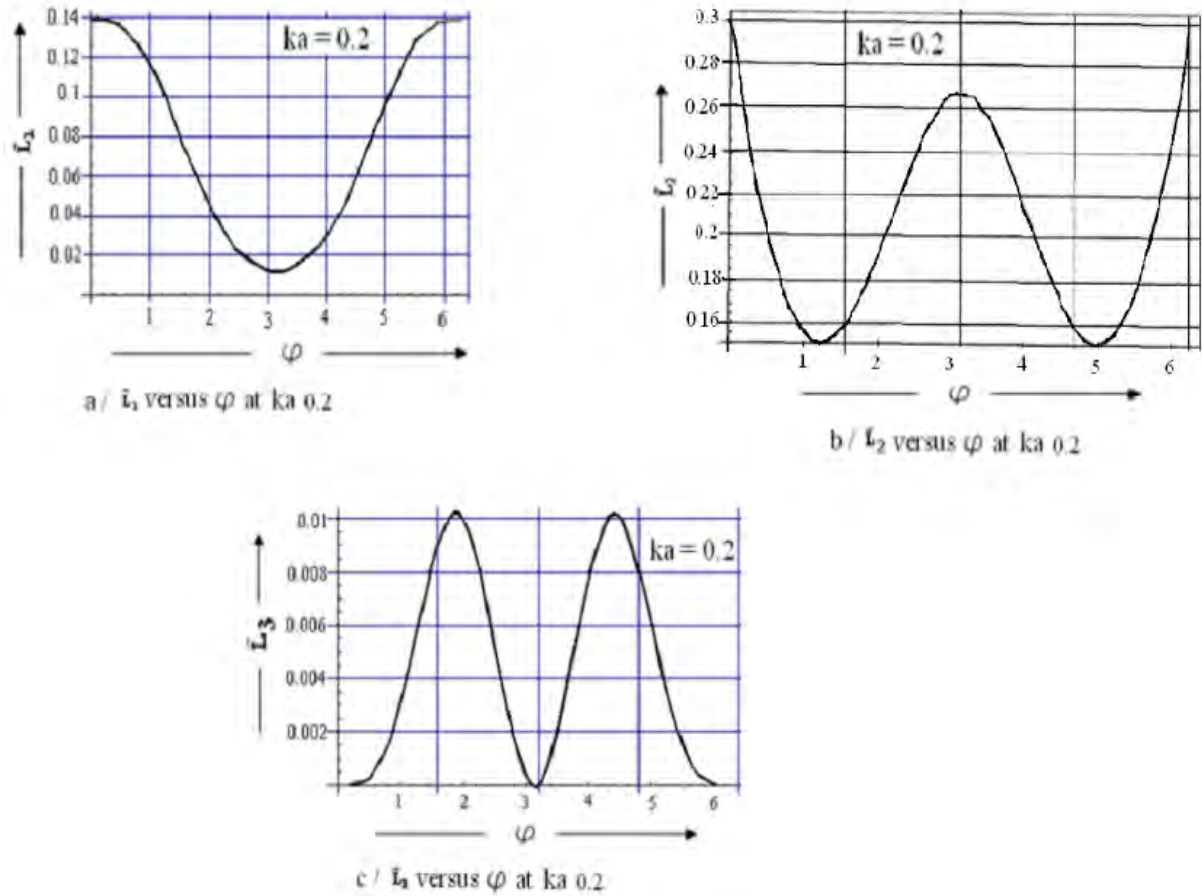 0.14
0.12
0.1
0.08
0.06
0.04
0.02
ka = 0.2
1 2 3 4 5 6
φ
a / Ł₁ versus φ at ka 0.2
0.3
0.28
0.26
0.24
0.22
0.2
0.18
0.16
ka = 0.2
1 2 3 4 5 6
φ
b / Ł₂ versus φ at ka 0.2
0.01
0.008
0.006
0.004
0.002
Ł3
ka = 0.2
1 2 3 4 5 6
φ
versus φ at ka 0.2